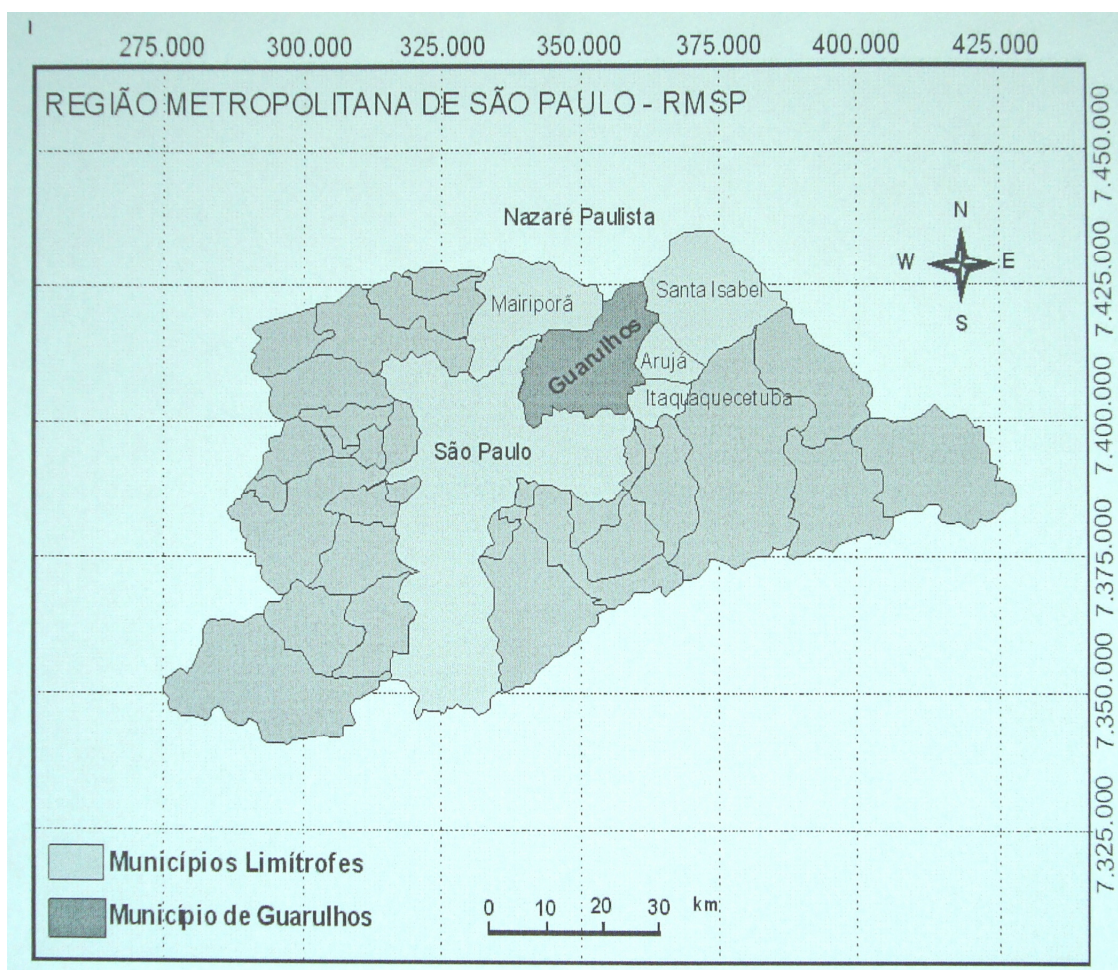 275.000 300.000 325.000 350.000 375.000 400.000 425.000
REGIÃO METROPOLITANA DE SÃO PAULO - RMSP
7.450.000
Nazaré Paulista
N
W E
S
7.425.000
Santa Isabel
Mairiporã
Guarulhos
Arujá
Itaquaquecetuba
7.400.000
São Paulo
7.375.000
7.350.000
7.325.000
Municípios Limítrofes
Município de Guarulhos
0 10 20 30 km